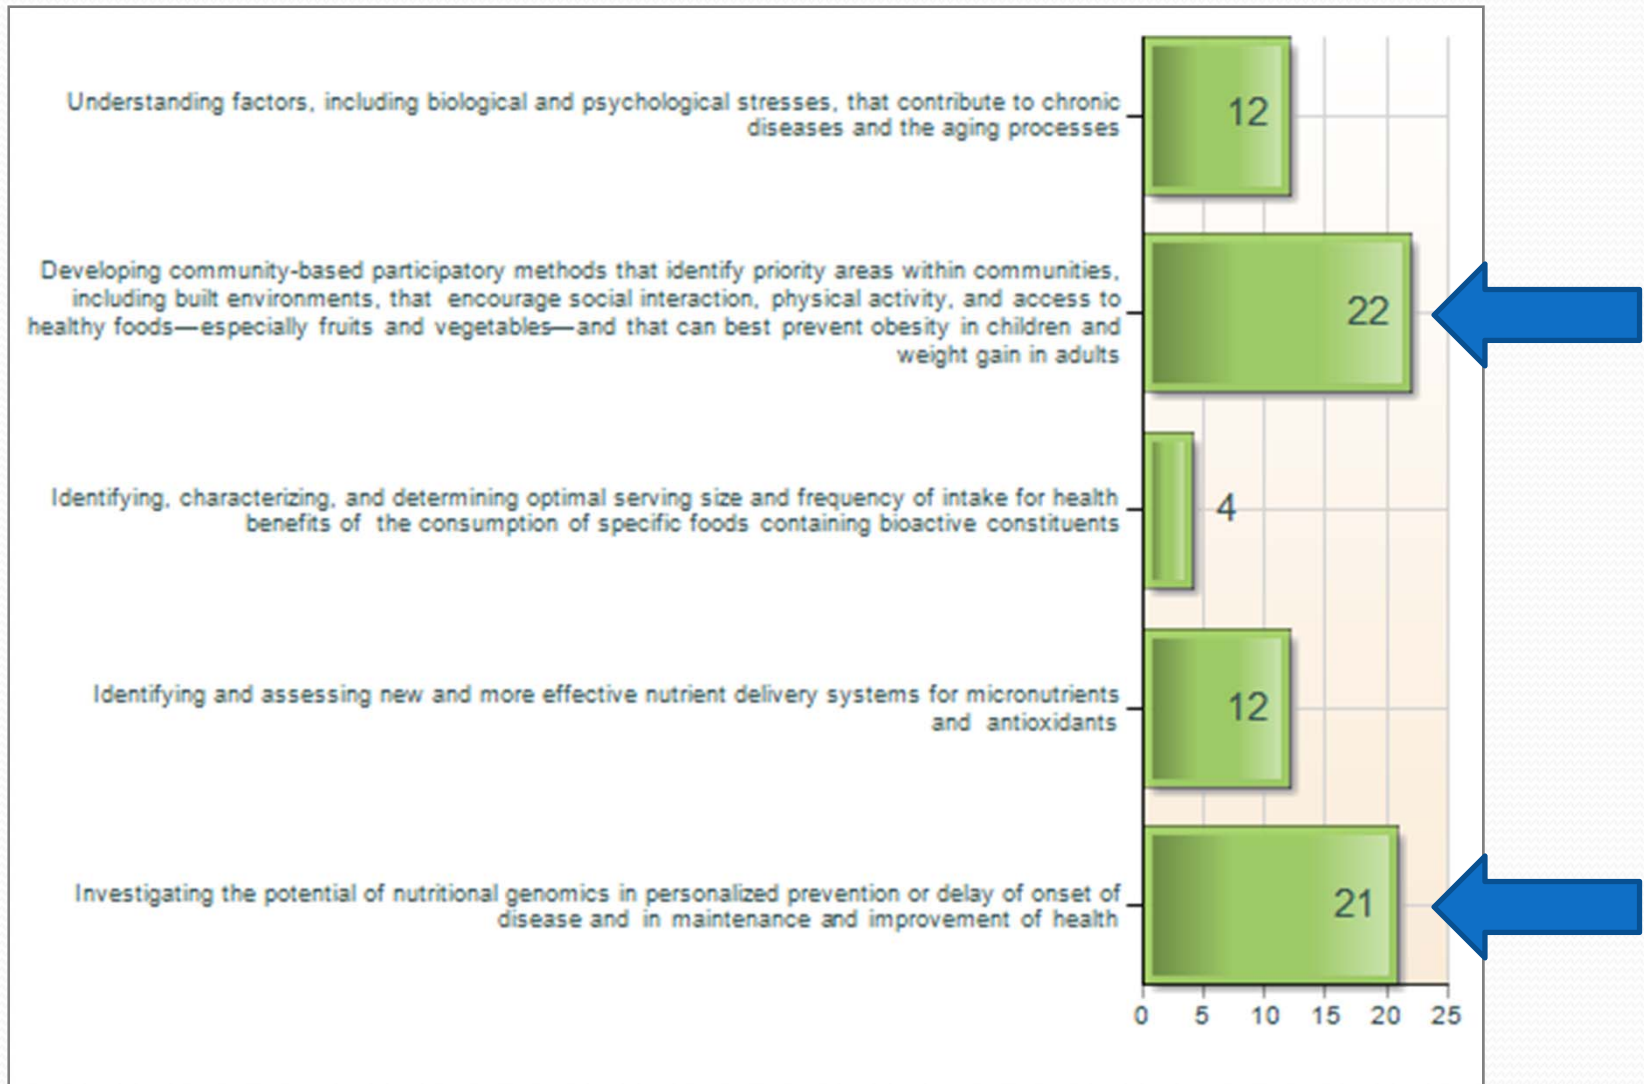 Understanding factors, including biological and psychological stresses, that contribute to chronic
diseases and the aging processes
12
Developing community-based participatory methods that identify priority areas within communities,
including built environments, that encourage social interaction, physical activity, and access to
healthy foods—especially fruits and vegetables—and that can best prevent obesity in children and
weight gain in adults
22
Identifying, characterizing, and determining optimal serving size and frequency of intake for health
benefits of the consumption of specific foods containing bioactive constituents
4
Identifying and assessing new and more effective nutrient delivery systems for micronutrients
and antioxidants
12
Investigating the potential of nutritional genomics in personalized prevention or delay of onset of
disease and in maintenance and improvement of health
21
0 5 10 15 20 25